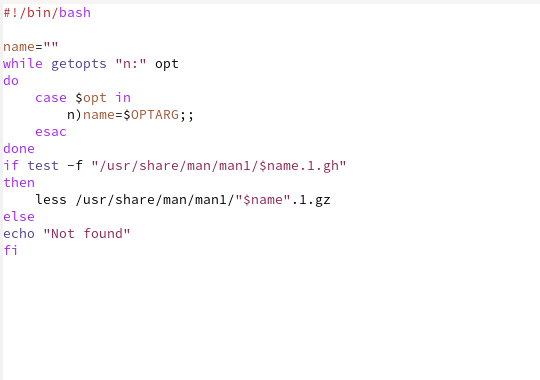 #!/bin/bash
name=""
while getopts "n:" opt
do
    case $opt in
        n)name=$OPTARG;;
    esac
done
if test -f "/usr/share/man/man1/$name.1.gh"
then
    less /usr/share/man/man1/"$name".1.gz
else
echo "Not found"
fi